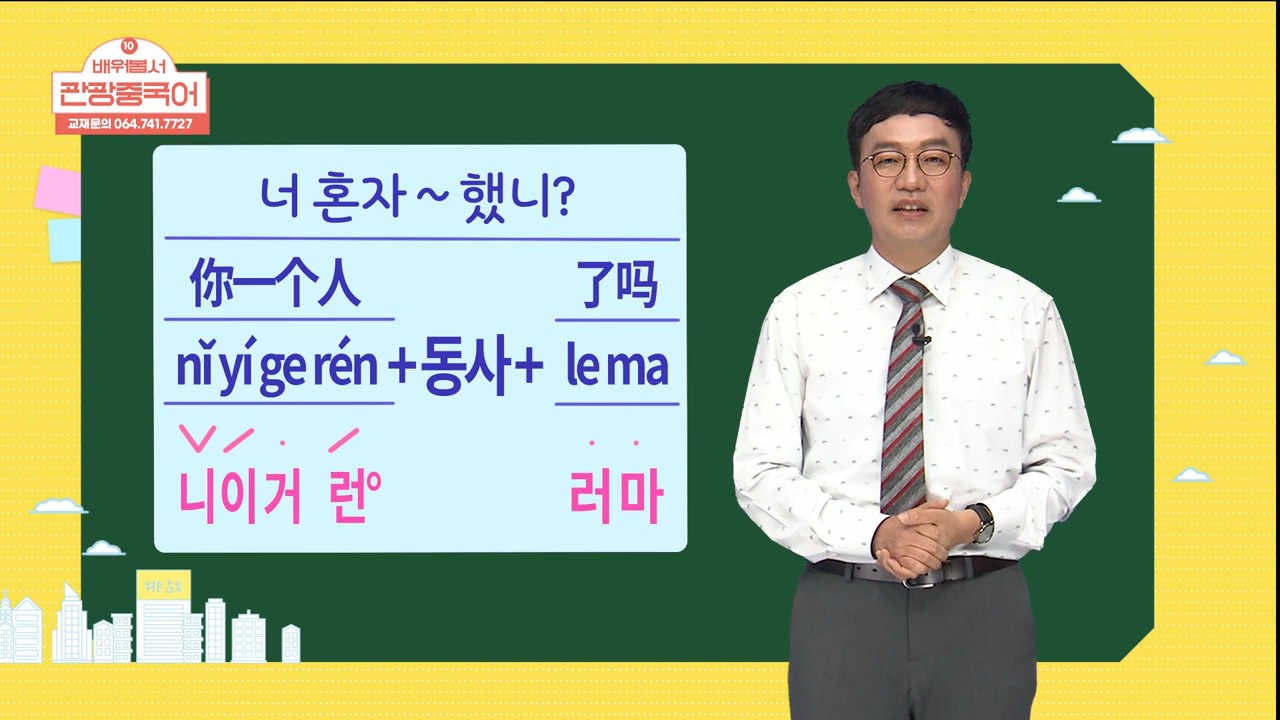 10
배워봅서
관광중국어
교재문의 064.741.7727
너 혼자 ~ 했니?
你一个人 了吗
nǐ yí ge rén + 동사 + le ma
니이거 런° 러마